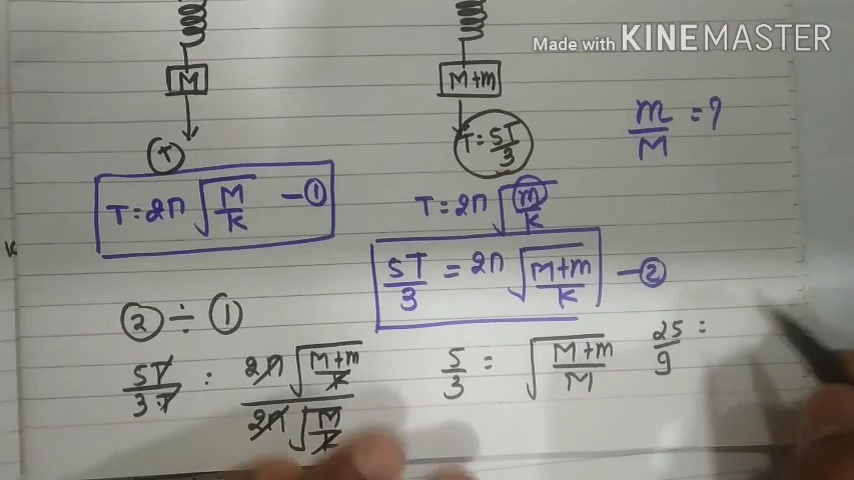 Made with KINEMASTER
M
M+m
T
T = 5T/3
m/M = ?
T = 2π √(M/K) — ①
T = 2π √(m/K)
5T/3 = 2π √(M+m/K) — ②
② ÷ ①
5T/3T : 2π √(M+m/K) / 2π √(M/K)
5/3 = √(M+m/M)
25/9 =